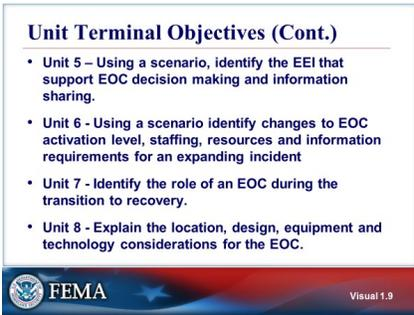 Unit Terminal Objectives (Cont.)
• Unit 5 – Using a scenario, identify the EEI that
support EOC decision making and information
sharing.
• Unit 6 - Using a scenario identify changes to EOC
activation level, staffing, resources and information
requirements for an expanding incident
• Unit 7 - Identify the role of an EOC during the
transition to recovery.
• Unit 8 - Explain the location, design, equipment and
technology considerations for the EOC.
FEMA
Visual 1.9